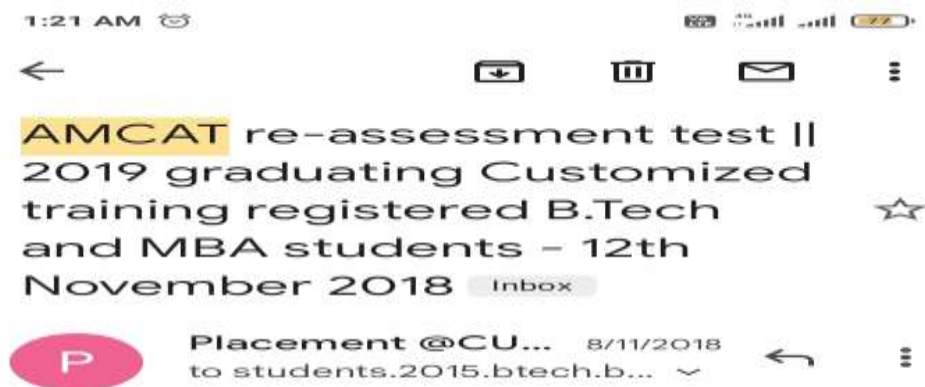 1:21 AM
77
AMCAT re-assessment test ||
2019 graduating Customized
training registered B.Tech
and MBA students - 12th
November 2018 Inbox
P
Placement @CU... 8/11/2018
to students.2015.btech.b...